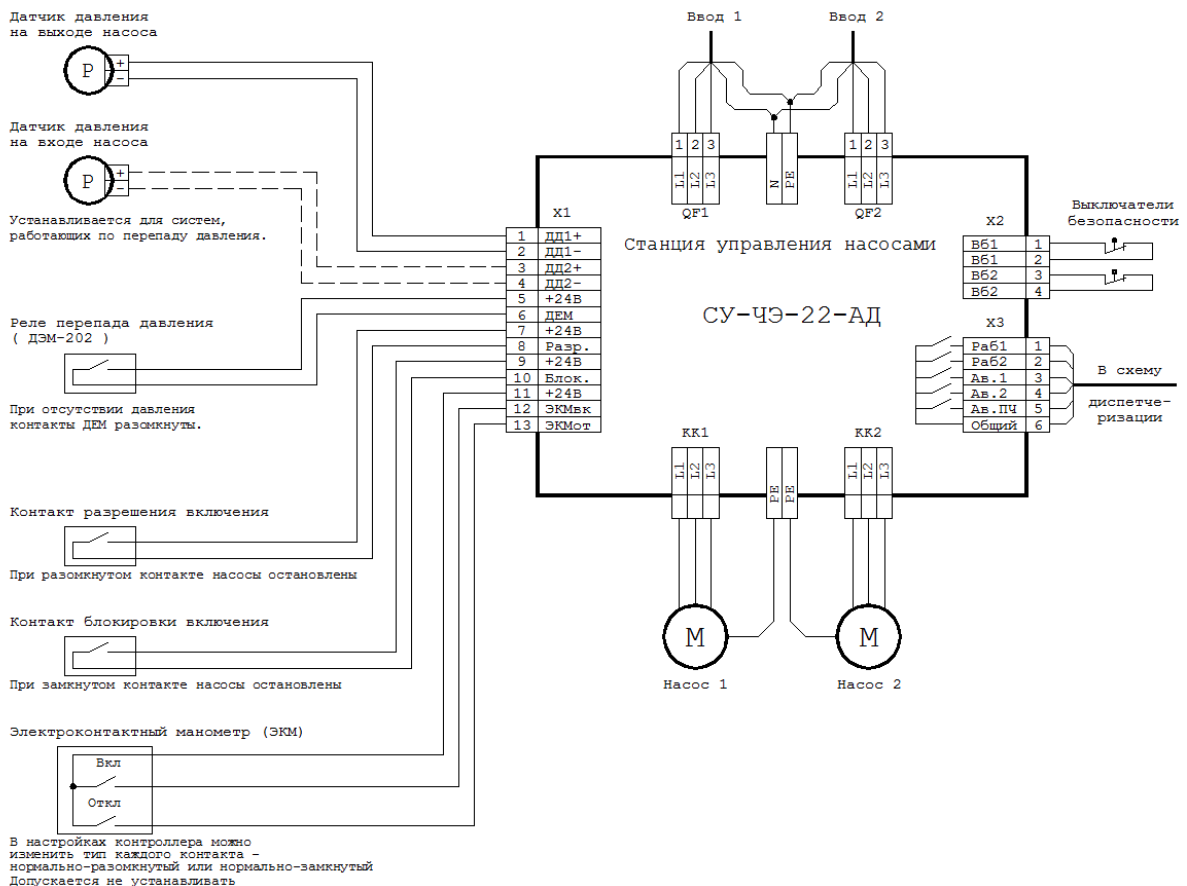 Датчик давления
на выходе насоса
P
+
−
Датчик давления
на входе насоса
P
+
−
Устанавливается для систем,
работающих по перепаду давления.
Реле перепада давления
( ДЭМ-202 )
При отсутствии давления
контакты ДЕМ разомкнуты.
Контакт разрешения включения
При разомкнутом контакте насосы остановлены
Контакт блокировки включения
При замкнутом контакте насосы остановлены
Электроконтактный манометр (ЭКМ)
Вкл
Откл
В настройках контроллера можно
изменить тип каждого контакта -
нормально-разомкнутый или нормально-замкнутый
Допускается не устанавливать
Ввод 1
Ввод 2
1 2 3
L1 L2 L3
QF1
N PE
1 2 3
L1 L2 L3
QF2
Станция управления насосами
СУ-ЧЭ-22-АД
X1
1 ДД1+
2 ДД1-
3 ДД2+
4 ДД2-
5 +24В
6 ДЕМ
7 +24В
8 Разр.
9 +24В
10 Блок.
11 +24В
12 ЭКМвк
13 ЭКМот
KK1
L1 L2 L3
PE PE
KK2
L1 L2 L3
M
Насос 1
M
Насос 2
Выключатели
безопасности
X2
Вб1 1
Вб1 2
Вб2 3
Вб2 4
X3
Раб1 1
Раб2 2
Ав.1 3
Ав.2 4
Ав.ПЧ 5
Общий 6
В схему
диспетче-
ризации